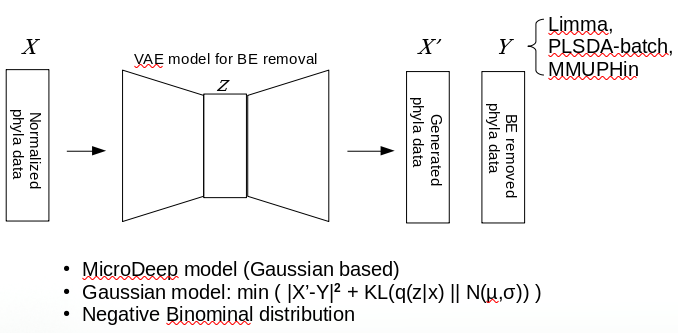 X
VAE model for BE removal
z
X’
Y
Limma,
PLSDA-batch,
MMUPHin
Normalized
phyla data
Generated
phyla data
BE removed
phyla data
• MicroDeep model (Gaussian based)
• Gaussian model: min ( |X’-Y|² + KL(q(z|x) || N(μ,σ)) )
• Negative Binominal distribution